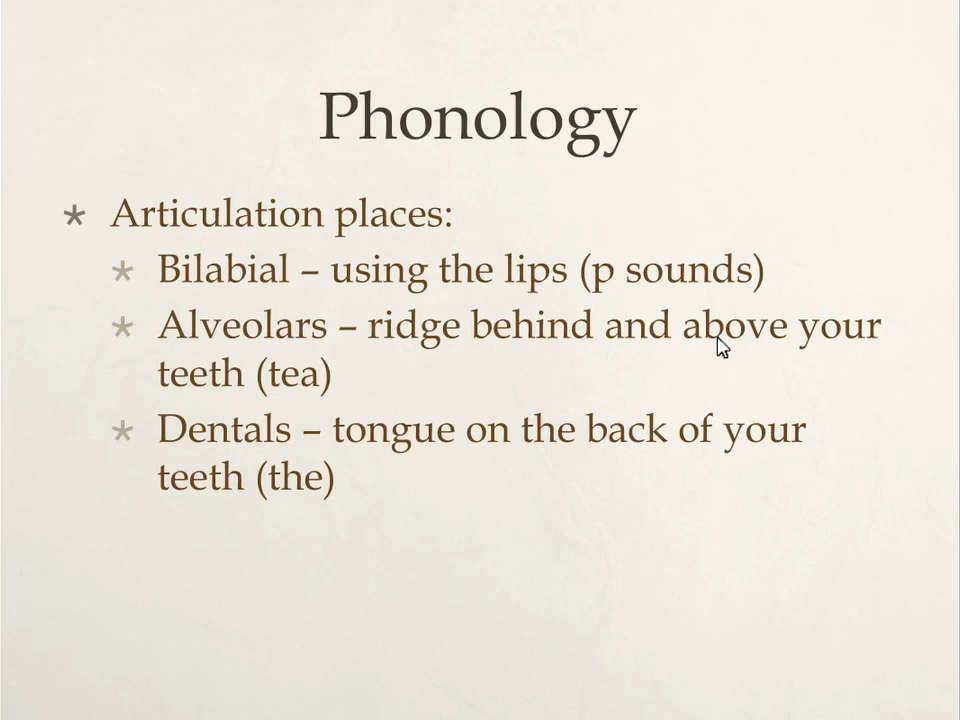 Phonology
Articulation places:
Bilabial – using the lips (p sounds)
Alveolars – ridge behind and above your
teeth (tea)
Dentals – tongue on the back of your
teeth (the)